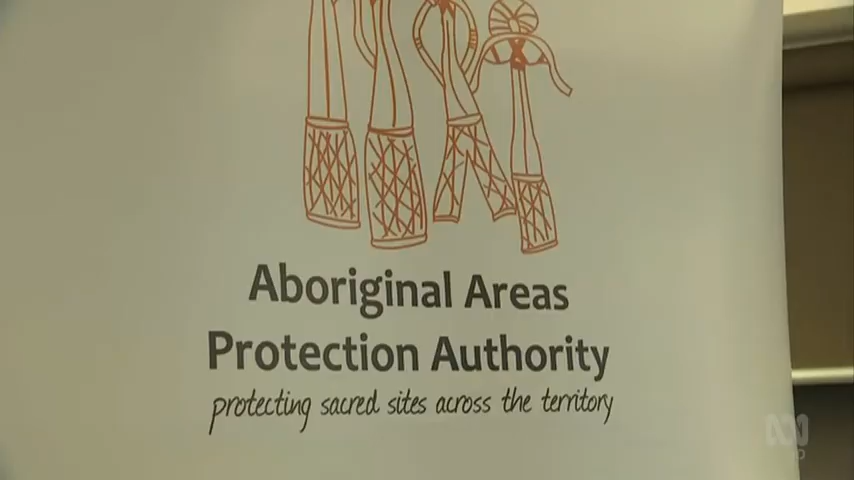 Aboriginal Areas
Protection Authority
protecting sacred sites across the territory